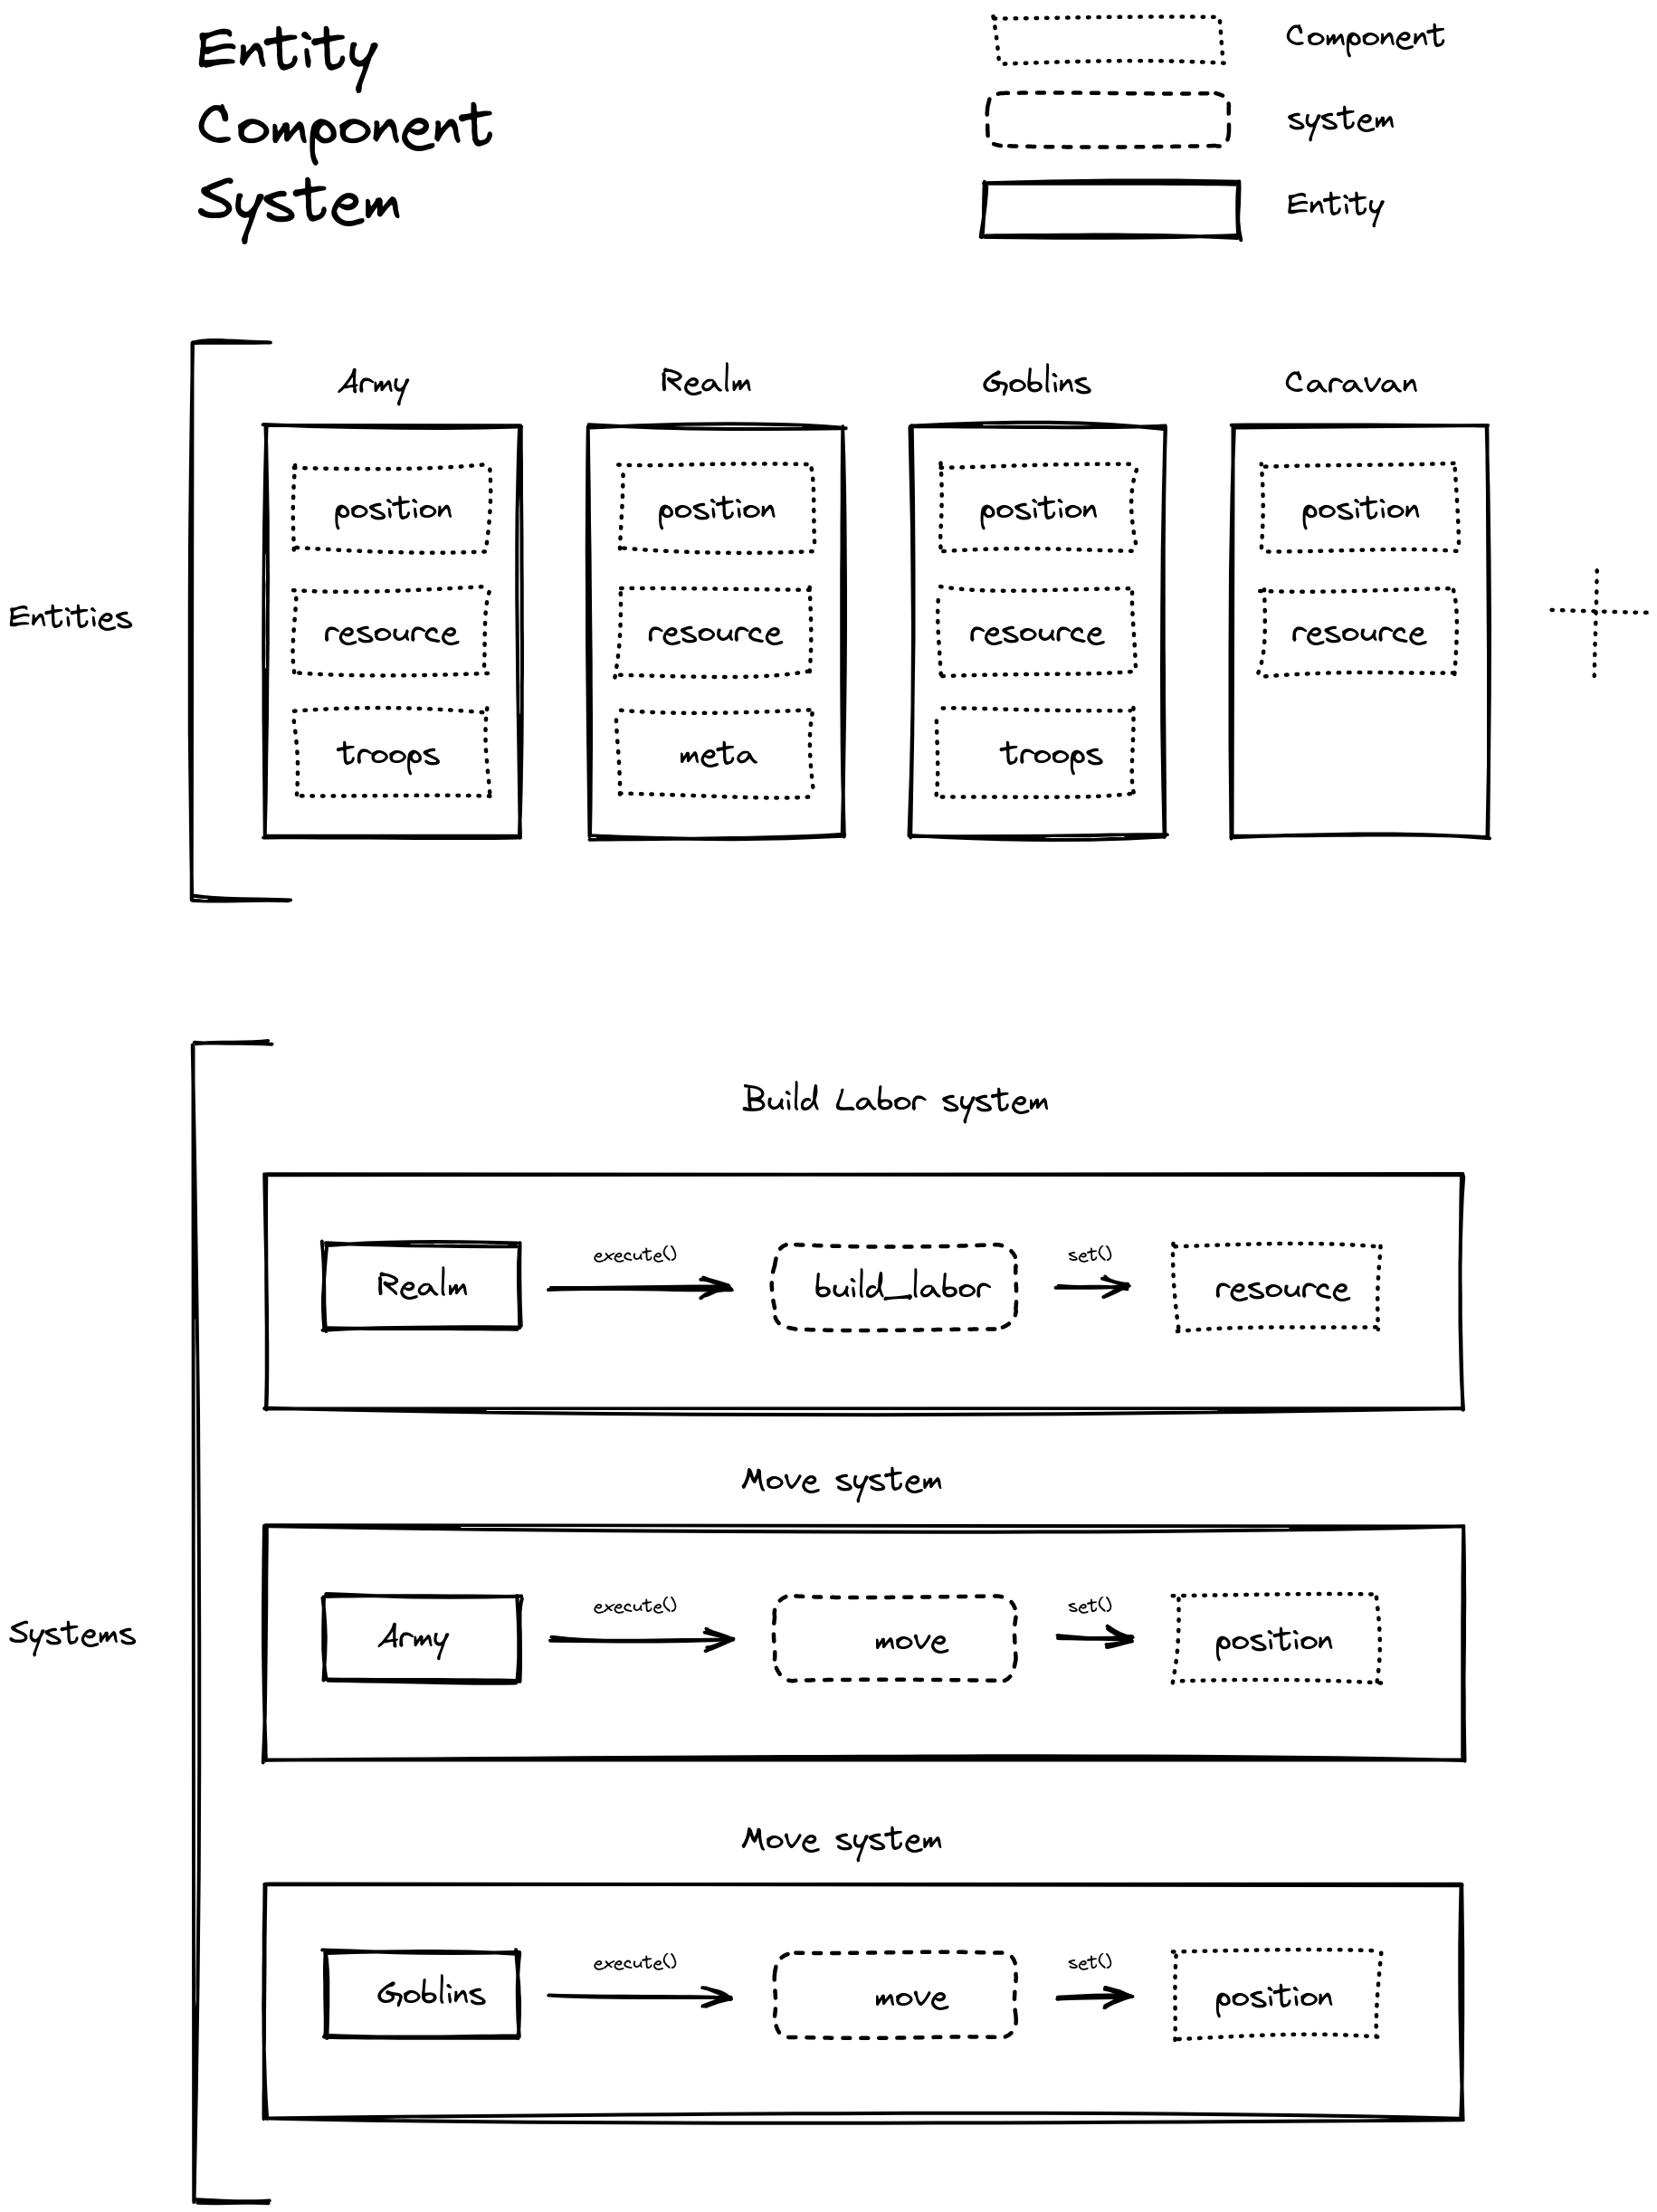 Entity
Component
System
Component
system
Entity
Entities
Army
Realm
Goblins
Caravan
position
position
position
position
resource
resource
resource
resource
troops
meta
troops
Systems
Build Labor system
Realm
execute()
build_labor
set()
resource
Move system
Army
execute()
move
set()
position
Move system
Goblins
execute()
move
set()
position